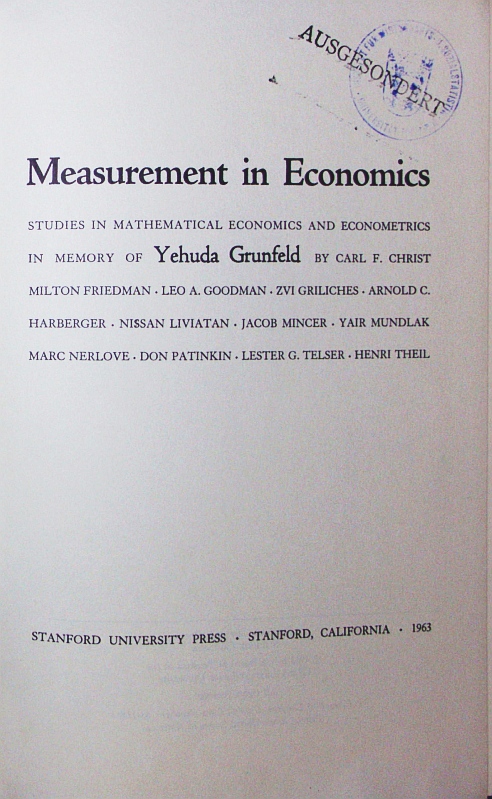 AUSGESONDERT
Measurement in Economics
STUDIES IN MATHEMATICAL ECONOMICS AND ECONOMETRICS
IN MEMORY OF Yehuda Grunfeld BY CARL F. CHRIST
MILTON FRIEDMAN · LEO A. GOODMAN · ZVI GRILICHES · ARNOLD C.
HARBERGER · NISSAN LIVIATAN · JACOB MINCER · YAIR MUNDLAK
MARC NERLOVE · DON PATINKIN · LESTER G. TELSER · HENRI THEIL
STANFORD UNIVERSITY PRESS · STANFORD, CALIFORNIA · 1963